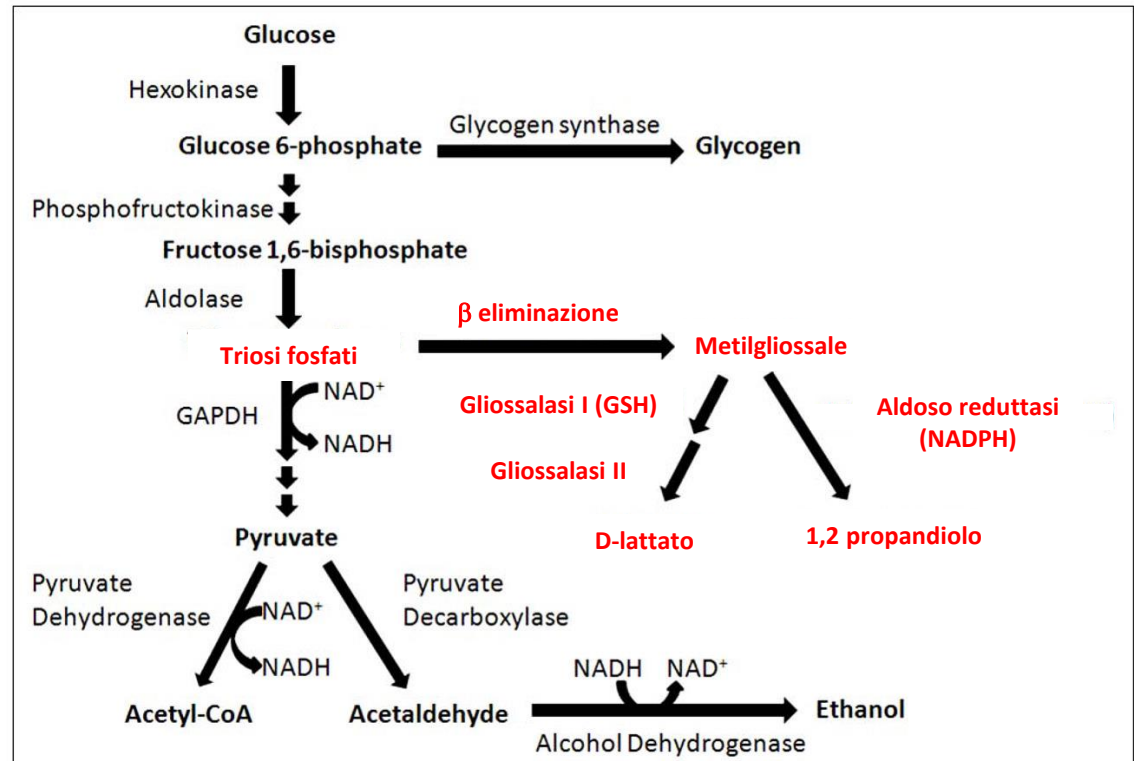 Glucose
Hexokinase
Glycogen synthase
Glucose 6-phosphate
Glycogen
Phosphofructokinase
Fructose 1,6-bisphosphate
Aldolase
β eliminazione
Triosi fosfati
Metilgliossale
NAD⁺
GAPDH
NADH
Gliossalasi I (GSH)
Aldoso reduttasi
(NADPH)
Gliossalasi II
Pyruvate
D-lattato
1,2 propandiolo
Pyruvate
Dehydrogenase
NAD⁺
NADH
Pyruvate
Decarboxylase
NADH
NAD⁺
Acetyl-CoA
Acetaldehyde
Ethanol
Alcohol Dehydrogenase